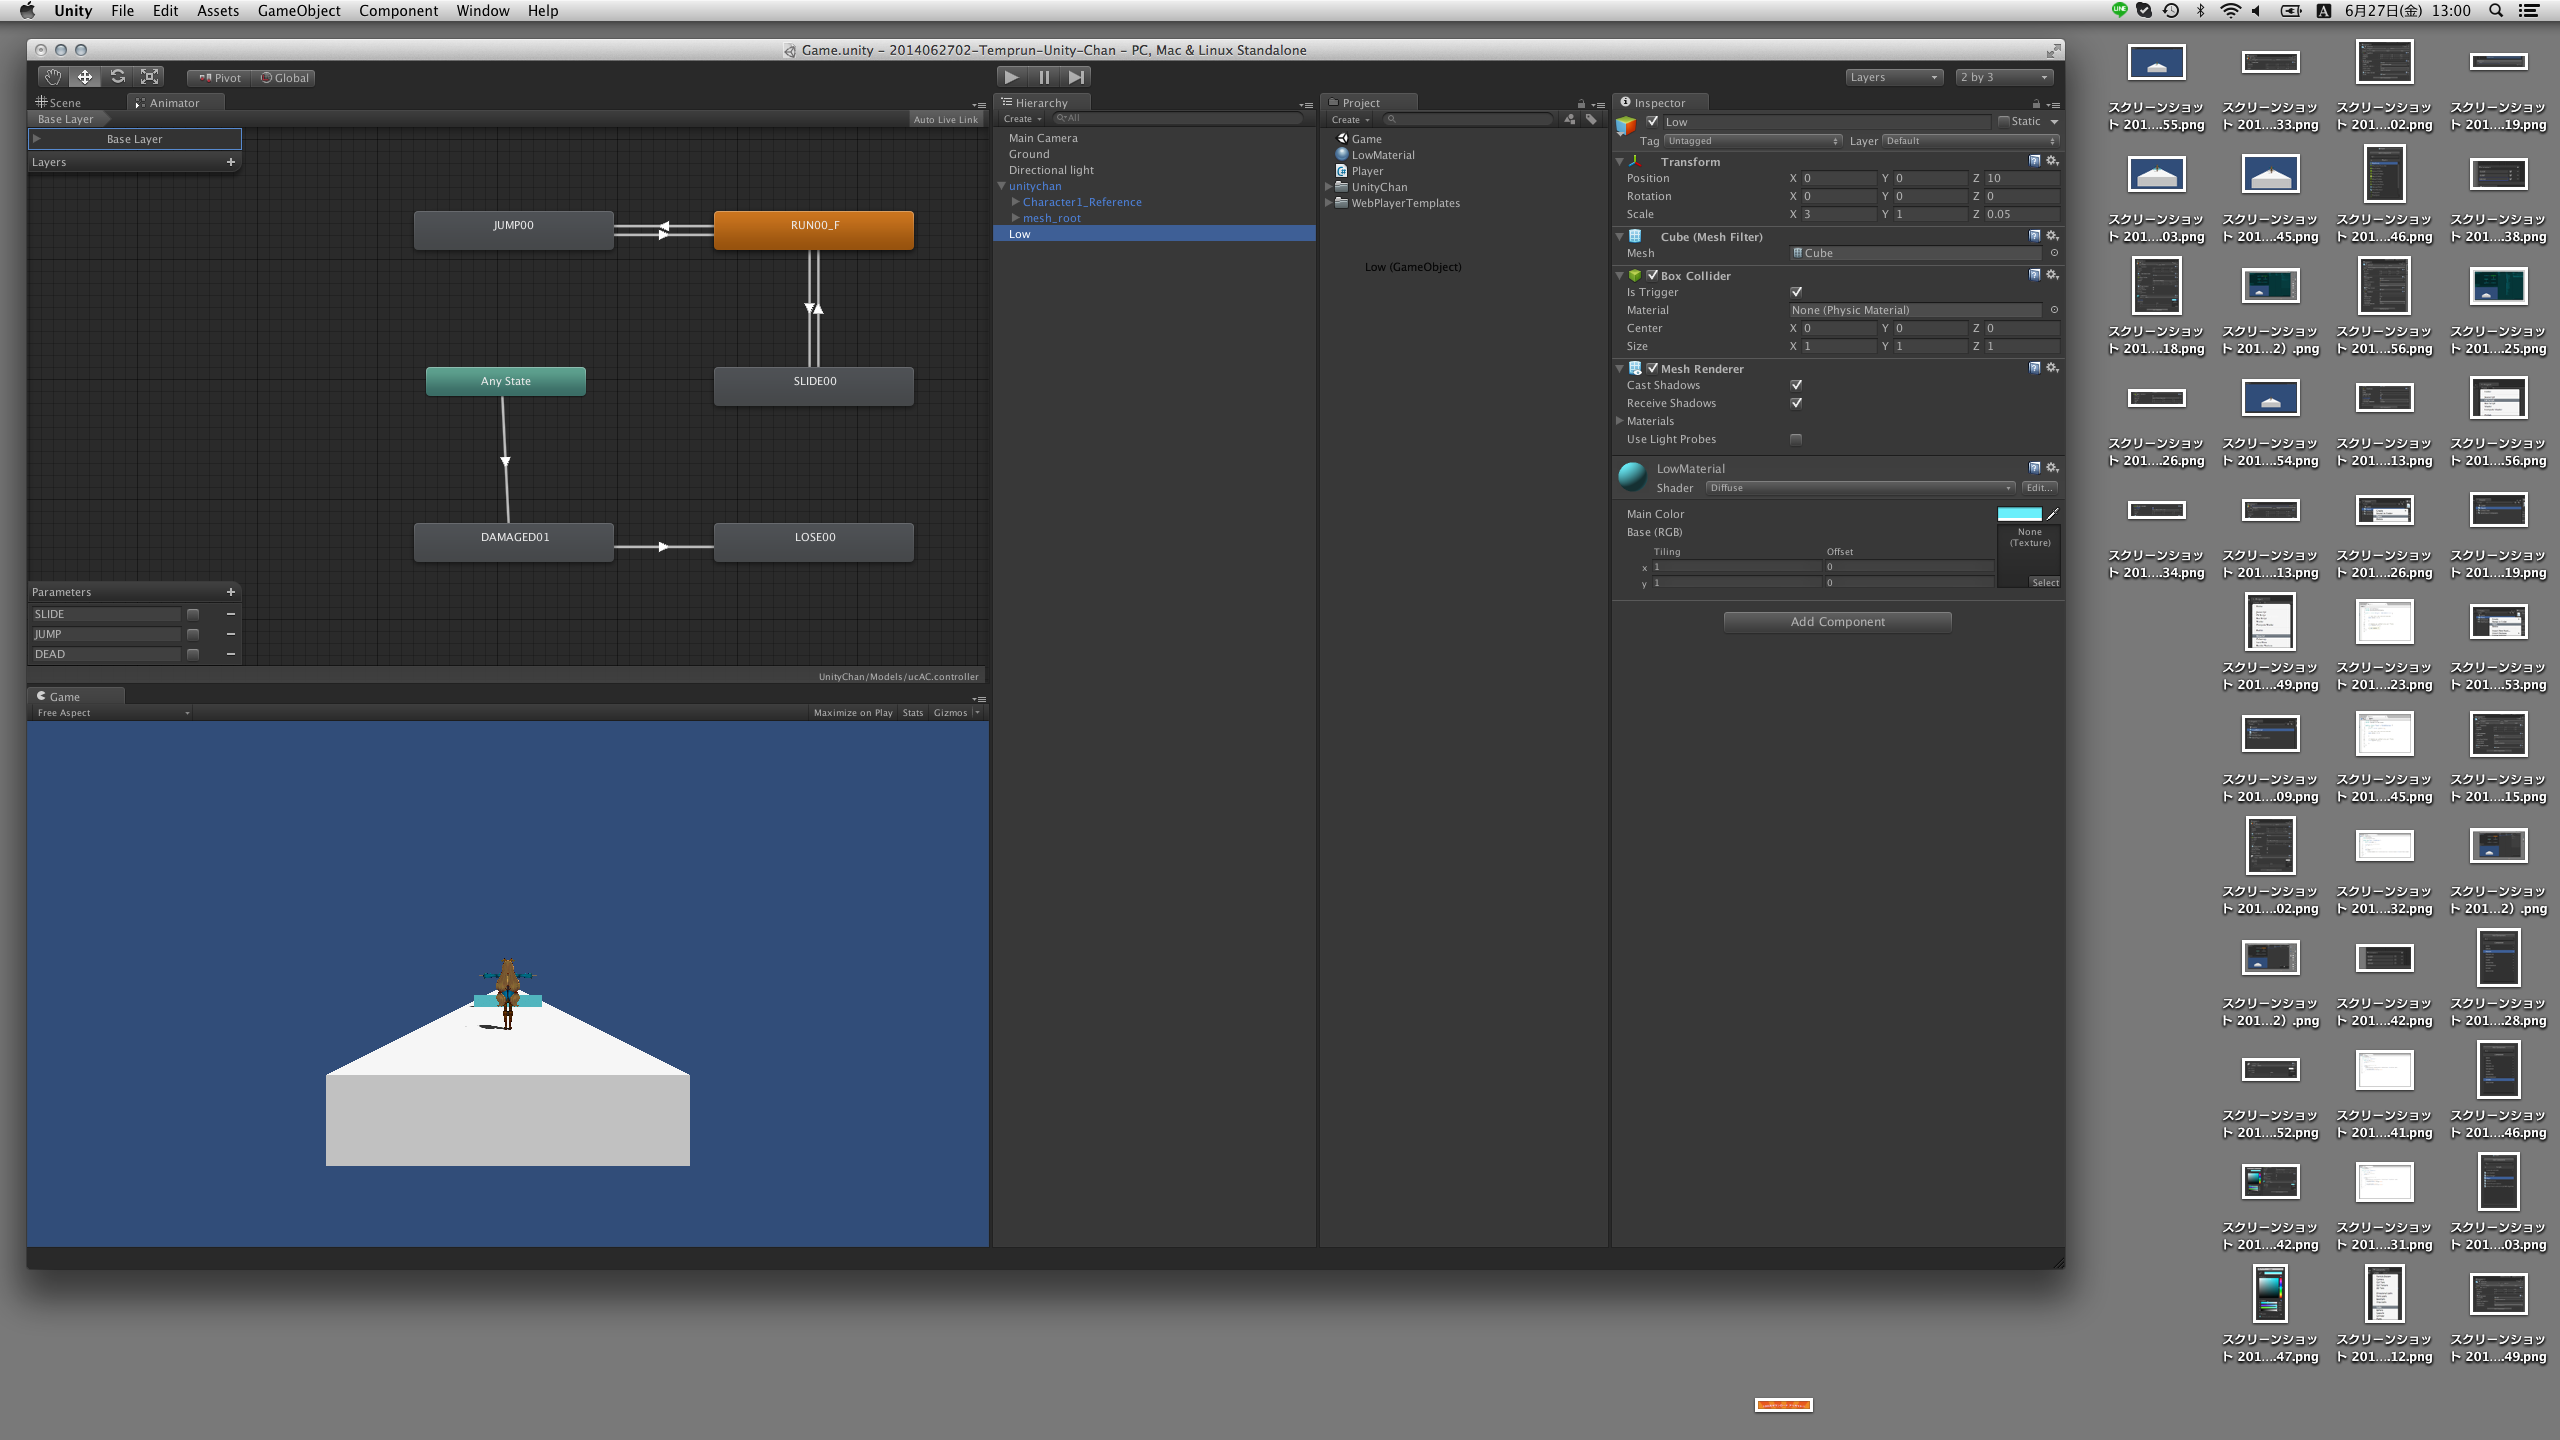 Unity File Edit Assets GameObject Component Window Help
6月27日(金) 13:00
Game.unity – 2014062702-Temprun-Unity-Chan – PC, Mac & Linux Standalone
Pivot Global
Layers
2 by 3
Scene
Animator
Base Layer
Auto Live Link
Base Layer
Layers
JUMP00
RUN00_F
Any State
SLIDE00
DAMAGED01
LOSE00
Parameters
SLIDE
JUMP
DEAD
UnityChan/Models/ucAC.controller
Game
Free Aspect
Maximize on Play Stats Gizmos
Hierarchy
Create All
Main Camera
Ground
Directional light
unitychan
Character1_Reference
mesh_root
Low
Project
Create
Game
LowMaterial
Player
UnityChan
WebPlayerTemplates
Low (GameObject)
Inspector
Low
Static
Tag Untagged Layer Default
Transform
Position X 0 Y 0 Z 10
Rotation X 0 Y 0 Z 0
Scale X 3 Y 1 Z 0.05
Cube (Mesh Filter)
Mesh Cube
Box Collider
Is Trigger
Material None (Physic Material)
Center X 0 Y 0 Z 0
Size X 1 Y 1 Z 1
Mesh Renderer
Cast Shadows
Receive Shadows
Materials
Use Light Probes
LowMaterial
Shader Diffuse Edit...
Main Color
Base (RGB)
None
(Texture)
Tiling Offset
x 1 0
y 1 0
Select
Add Component
スクリーンショッ スクリーンショッ スクリーンショッ スクリーンショッ
ト 201....55.png ト 201....33.png ト 201....02.png ト 201....19.png
スクリーンショッ スクリーンショッ スクリーンショッ スクリーンショッ
ト 201....03.png ト 201....45.png ト 201....46.png ト 201....38.png
スクリーンショッ スクリーンショッ スクリーンショッ スクリーンショッ
ト 201....18.png ト 201...2）.png ト 201....56.png ト 201....25.png
スクリーンショッ スクリーンショッ スクリーンショッ スクリーンショッ
ト 201....26.png ト 201....54.png ト 201....13.png ト 201....56.png
スクリーンショッ スクリーンショッ スクリーンショッ スクリーンショッ
ト 201....34.png ト 201....13.png ト 201....26.png ト 201....19.png
スクリーンショッ スクリーンショッ スクリーンショッ
ト 201....49.png ト 201....23.png ト 201....53.png
スクリーンショッ スクリーンショッ スクリーンショッ
ト 201....09.png ト 201....45.png ト 201....15.png
スクリーンショッ スクリーンショッ スクリーンショッ
ト 201....02.png ト 201....32.png ト 201...2）.png
スクリーンショッ スクリーンショッ スクリーンショッ
ト 201...2）.png ト 201....42.png ト 201....28.png
スクリーンショッ スクリーンショッ スクリーンショッ
ト 201....52.png ト 201....41.png ト 201....46.png
スクリーンショッ スクリーンショッ スクリーンショッ
ト 201....42.png ト 201....31.png ト 201....03.png
スクリーンショッ スクリーンショッ スクリーンショッ
ト 201....47.png ト 201....12.png ト 201....49.png